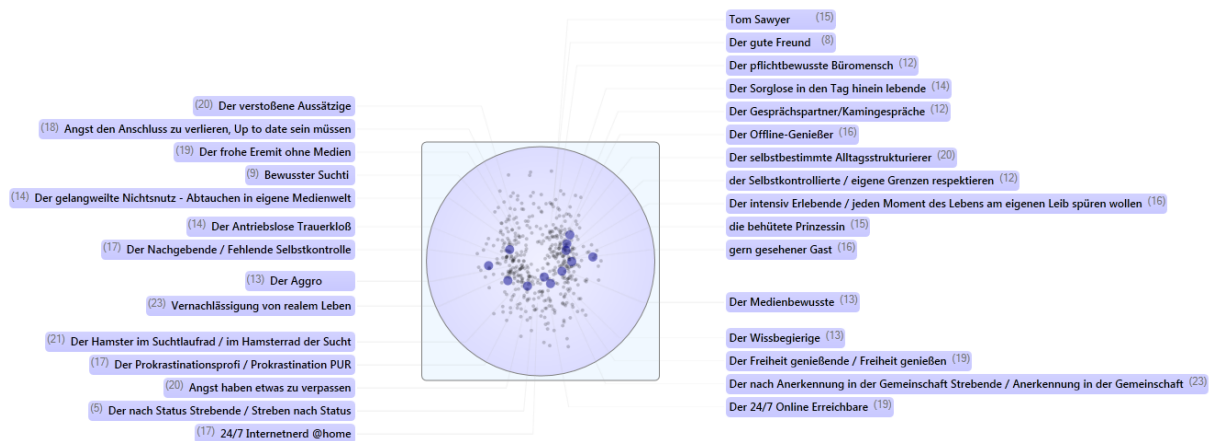 (20) Der verstoßene Aussätzige
(18) Angst den Anschluss zu verlieren, Up to date sein müssen
(19) Der frohe Eremit ohne Medien
(9) Bewusster Suchti
(14) Der gelangweilte Nichtsnutz - Abtauchen in eigene Medienwelt
(14) Der Antriebslose Trauerkloß
(17) Der Nachgebende / Fehlende Selbstkontrolle
(13) Der Aggro
(23) Vernachlässigung von realem Leben
(21) Der Hamster im Suchtlaufrad / im Hamsterrad der Sucht
(17) Der Prokrastinationsprofi / Prokrastination PUR
(20) Angst haben etwas zu verpassen
(5) Der nach Status Strebende / Streben nach Status
(17) 24/7 Internetnerd @home
Tom Sawyer (15)
Der gute Freund (8)
Der pflichtbewusste Büromensch (12)
Der Sorglose in den Tag hinein lebende (14)
Der Gesprächspartner/Kamingespräche (12)
Der Offline-Genießer (16)
Der selbstbestimmte Alltagsstrukturierer (20)
der Selbstkontrollierte / eigene Grenzen respektieren (12)
Der intensiv Erlebende / jeden Moment des Lebens am eigenen Leib spüren wollen (16)
die behütete Prinzessin (15)
gern gesehener Gast (16)
Der Medienbewusste (13)
Der Wissbegierige (13)
Der Freiheit genießende / Freiheit genießen (19)
Der nach Anerkennung in der Gemeinschaft Strebende / Anerkennung in der Gemeinschaft (23)
Der 24/7 Online Erreichbare (19)